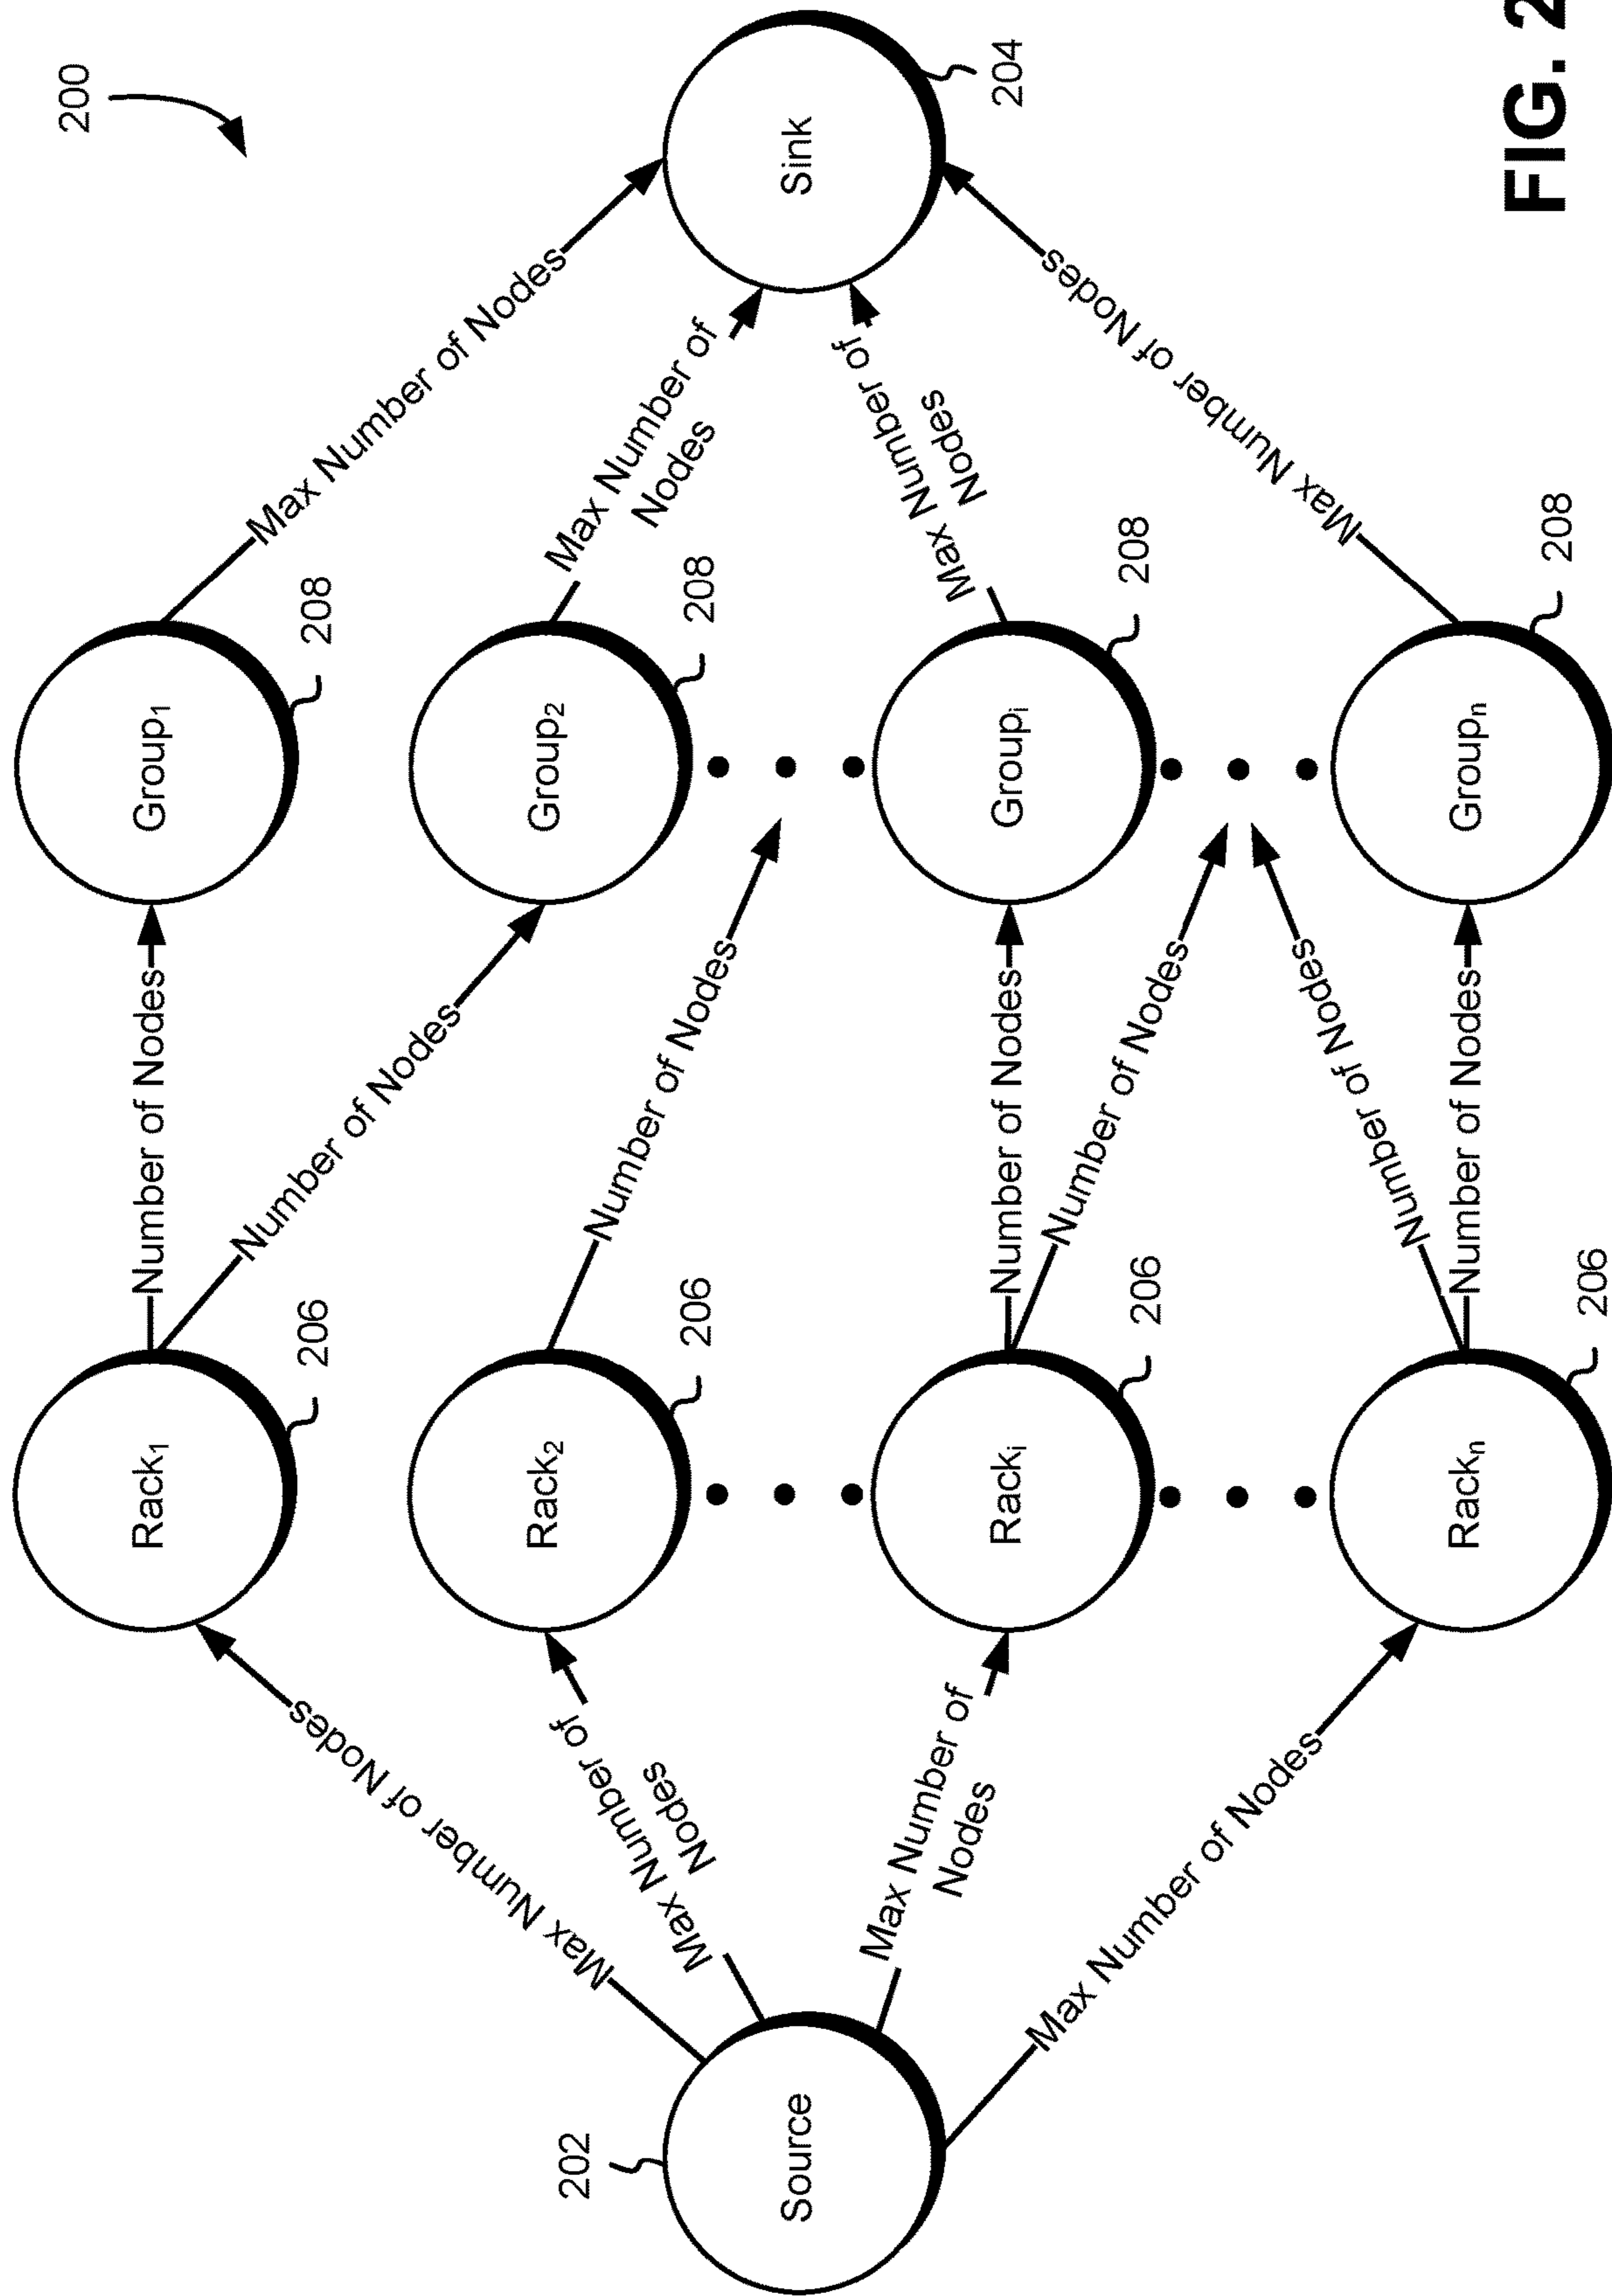 200
202
Source
204
Sink
Max Number of Nodes
Max Number of
Nodes
Max Number of
Nodes
Max Number of Nodes
Rack1
206
Rack2
206
Racki
206
Rackn
206
Number of Nodes
Number of Nodes
Number of Nodes
Number of Nodes
Number of Nodes
Number of Nodes
Number of Nodes
Group1
208
Group2
208
Groupi
208
Groupn
208
Max Number of Nodes
Max Number of
Nodes
Max Number of
Nodes
Max Number of Nodes
FIG. 2